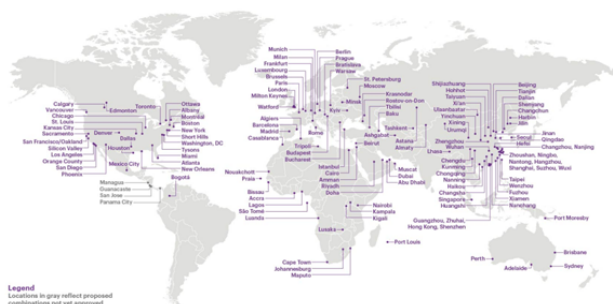 Calgary
Vancouver
Edmonton
Chicago
St. Louis
Kansas City
Sacramento
Denver
San Francisco/Oakland
Silicon Valley
Los Angeles
Orange County
San Diego
Phoenix
Dallas
Houston
Mexico City
Toronto
Ottawa
Albany
Montréal
Boston
New York
Short Hills
Washington, DC
Tysons
Miami
Atlanta
New Orleans
Managua
Guanacaste
San Jose
Panama City
Bogotá
Munich
Milan
Frankfurt
Luxembourg
Brussels
Paris
London
Milton Keynes
Watford
Algiers
Barcelona
Madrid
Casablanca
Berlin
Prague
Bratislava
Warsaw
Kyiv
Minsk
Rome
Tripoli
Budapest
Bucharest
St. Petersburg
Moscow
Krasnodar
Rostov-on-Don
Tbilisi
Baku
Tashkent
Ashgabat
Astana
Almaty
Istanbul
Cairo
Amman
Riyadh
Doha
Beirut
Muscat
Dubai
Abu Dhabi
Nouakchott
Praia
Bissau
Accra
Lagos
São Tomé
Luanda
Nairobi
Kampala
Kigali
Lusaka
Port Louis
Cape Town
Johannesburg
Maputo
Shijiazhuang
Hohhot
Taiyuan
Xi'an
Ulaanbaatar
Yinchuan
Xining
Urumqi
Zhengzhou
Wuhan
Lhasa
Chengdu
Kunming
Chongqing
Nanning
Haikou
Changsha
Singapore
Huangshi
Guangzhou, Zhuhai,
Hong Kong, Shenzhen
Beijing
Tianjin
Dalian
Shenyang
Changchun
Harbin
Jilin
Seoul
Hefei
Jinan
Qingdao
Changzhou, Nanjing
Zhoushan, Ningbo,
Nantong, Hangzhou,
Shanghai, Suzhou, Wuxi
Taipei
Wenzhou
Fuzhou
Xiamen
Nanchang
Port Moresby
Perth
Adelaide
Brisbane
Sydney
Legend
Locations in gray reflect proposed
combinations not yet approved